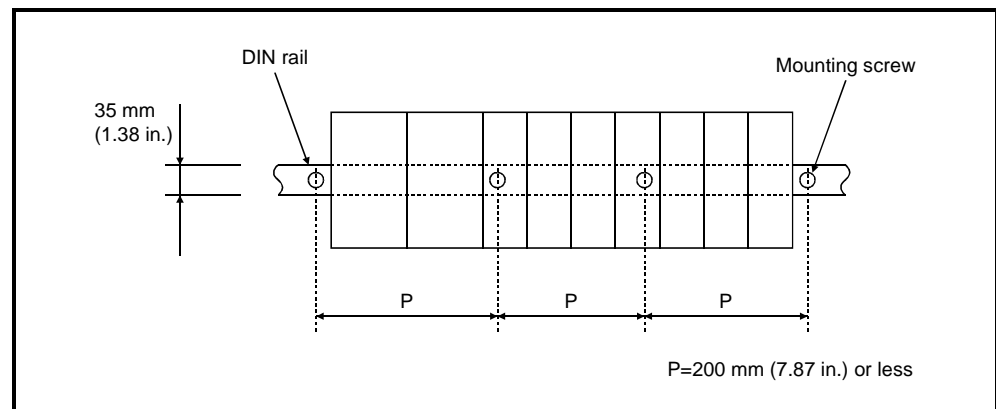 DIN rail
Mounting screw
35 mm
(1.38 in.)
P
P
P
P=200 mm (7.87 in.) or less